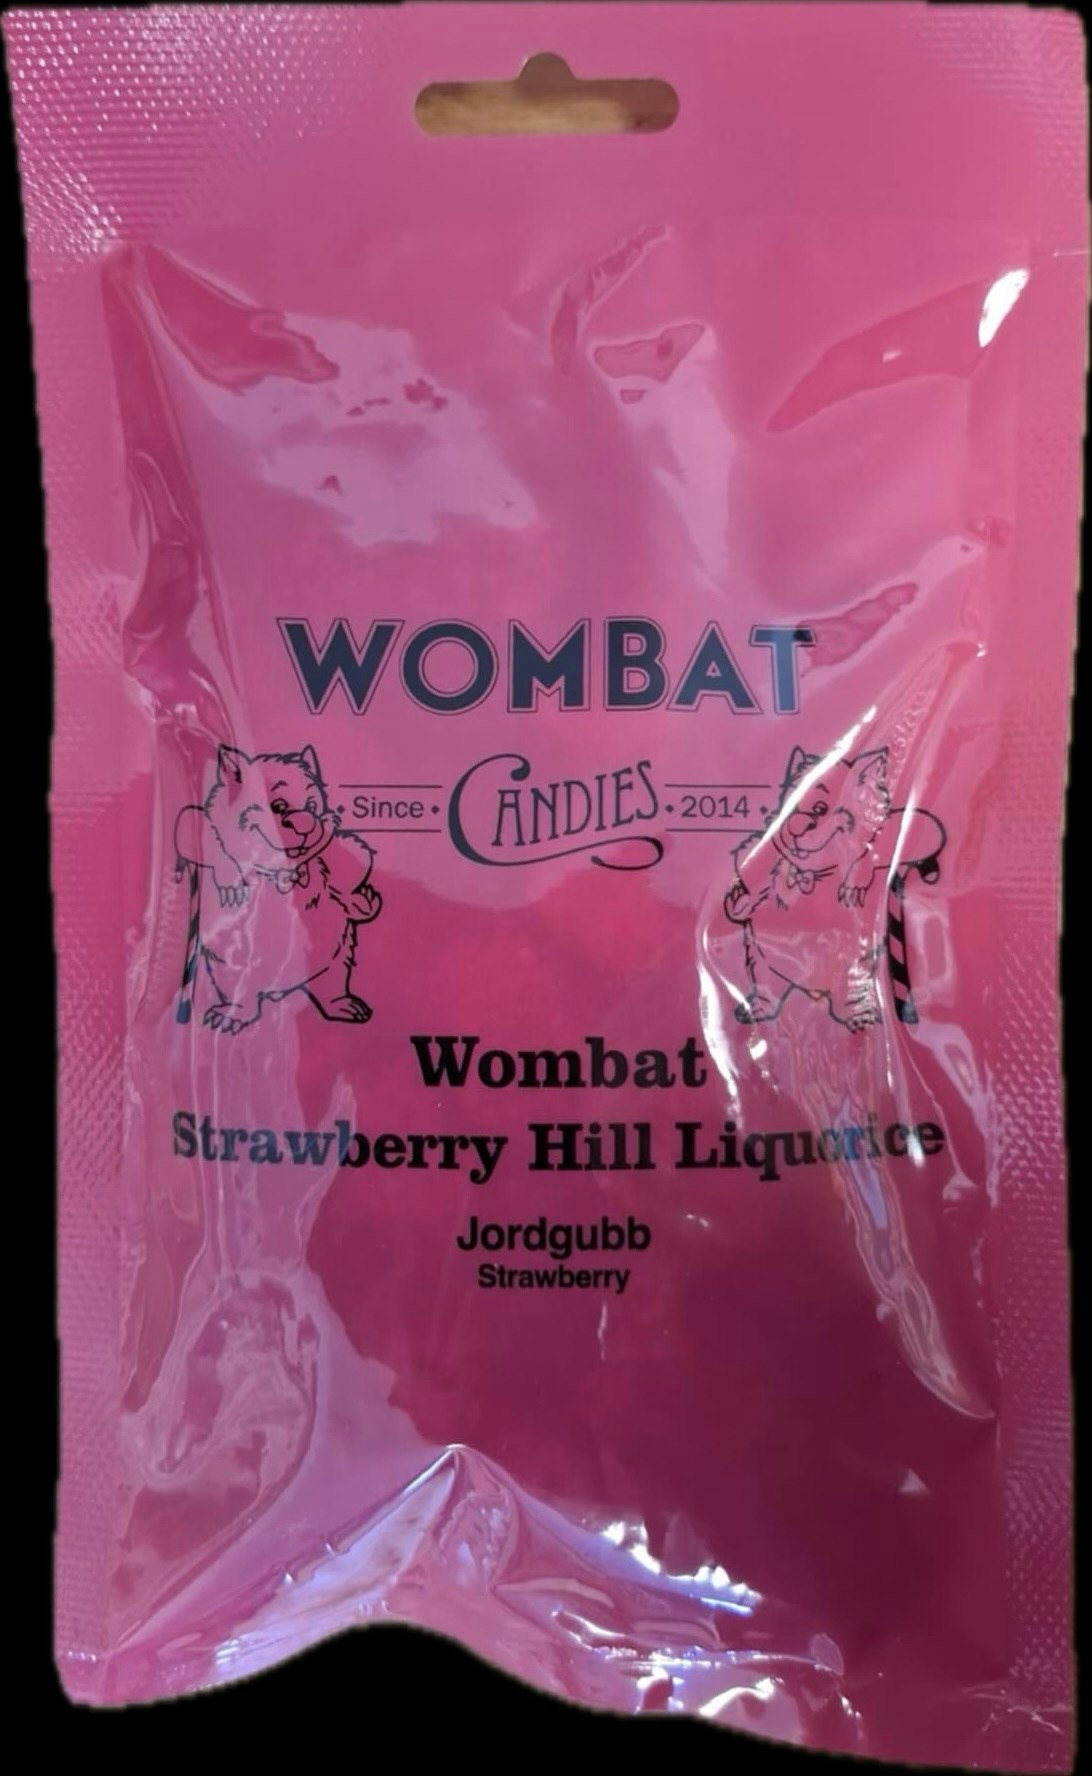 WOMBAT
Since CANDIES 2014
Wombat
Strawberry Hill Liquorice
Jordgubb
Strawberry